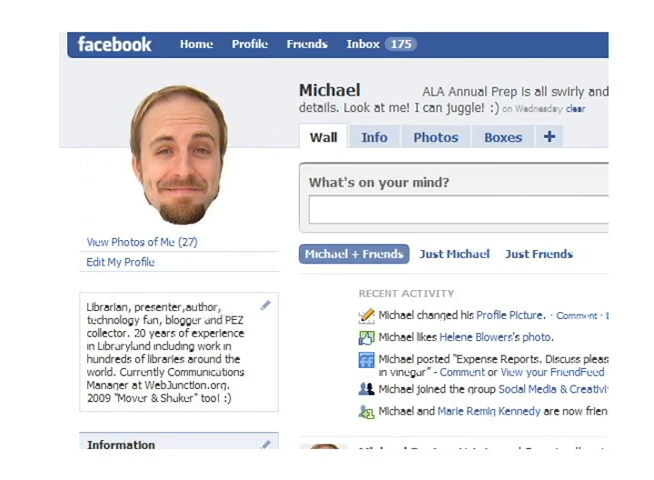 facebook Home Profile Friends Inbox 175
Michael ALA Annual Prep is all swirly and
details. Look at me! I can juggle! :) on Wednesday clear
Wall Info Photos Boxes +
What's on your mind?
View Photos of Me (27)
Edit My Profile
Michael + Friends Just Michael Just Friends
Librarian, presenter,author,
technology fan, blogger and PEZ
collector. 20 years of experience
in Libraryland including work in
hundreds of libraries around the
world. Currently Communications
Manager at WebJunction.org.
2009 "Mover & Shaker" too! :)
RECENT ACTIVITY
Michael changed his Profile Picture. · Comment ·
Michael likes Helene Blowers's photo.
Michael posted "Expense Reports. Discuss pleas
in vinegar" - Comment or View your FriendFeed
Michael joined the group Social Media & Creativi
Michael and Marie Remig Kennedy are now frien
Information